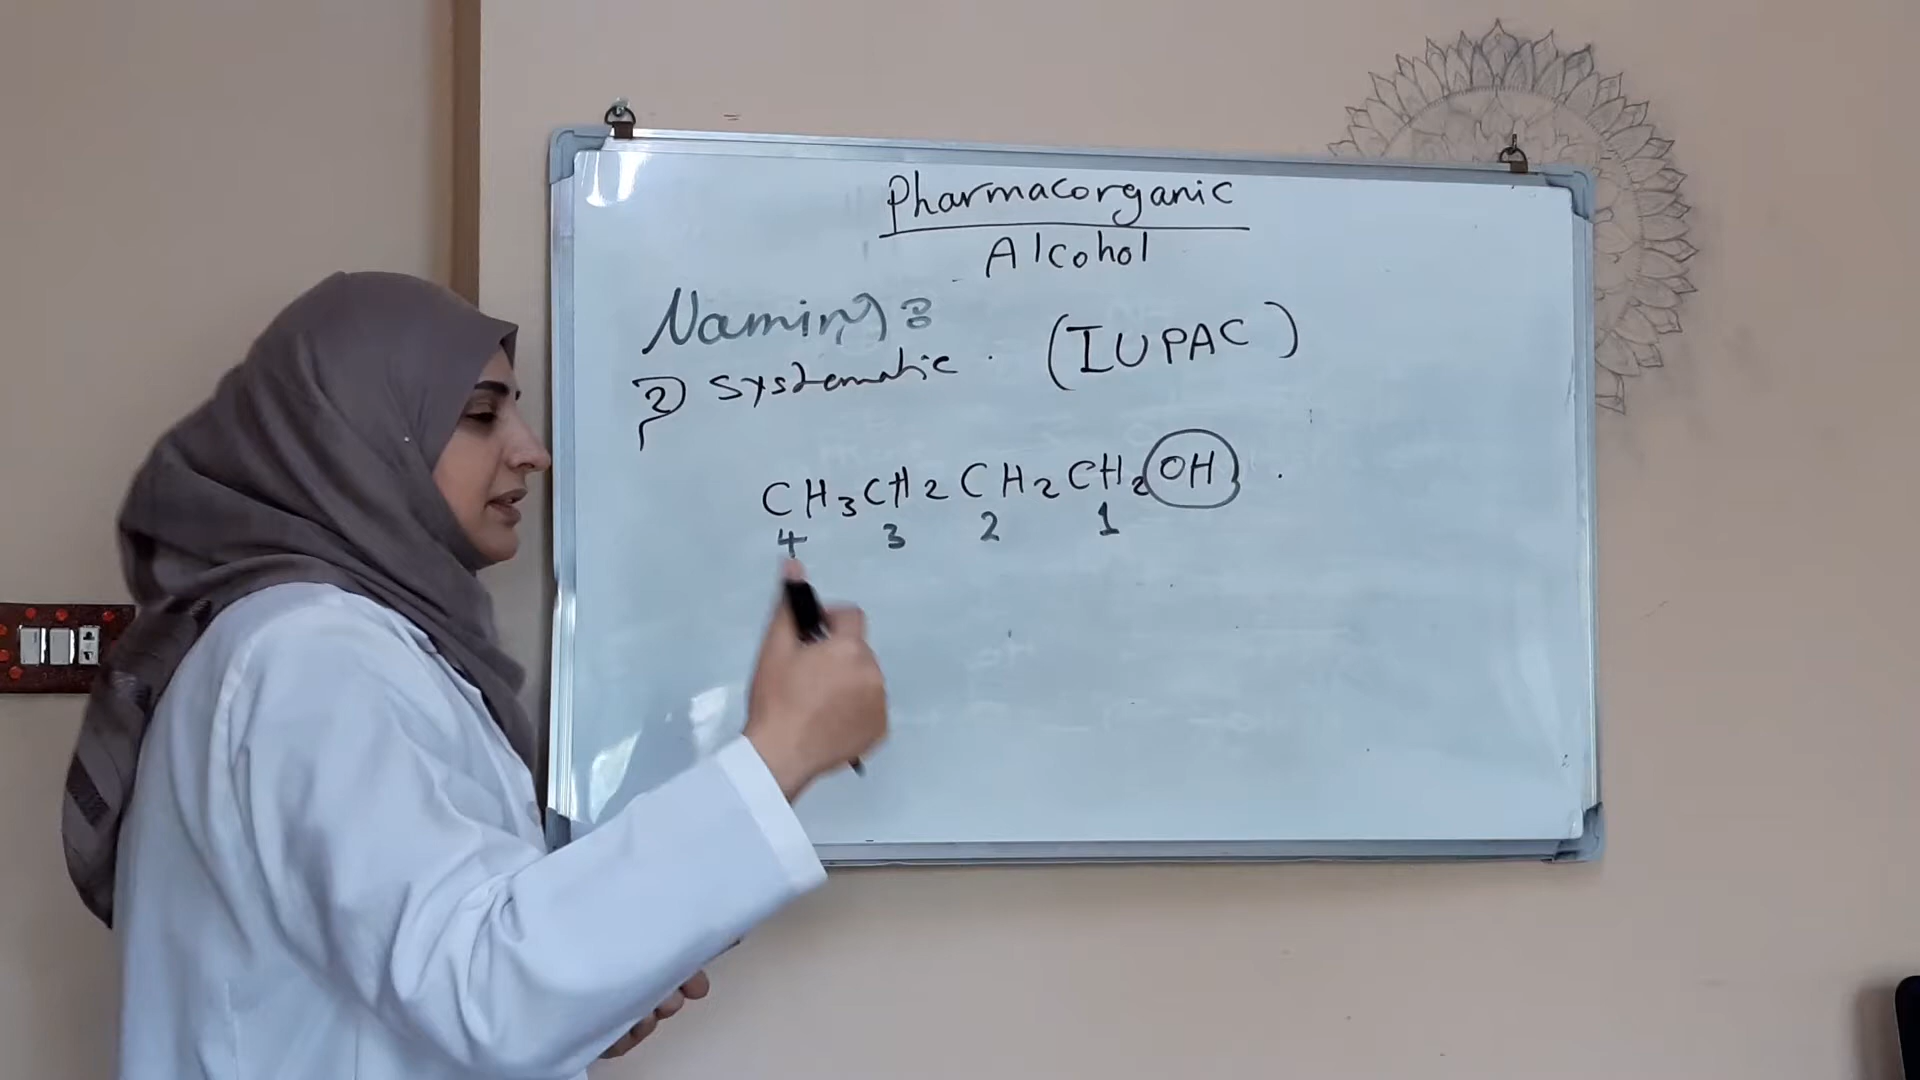 Pharmacorganic
Alcohol
Naming:
2) Systematic. (IUPAC)
CH3CH2CH2CH2OH.
4 3 2 1